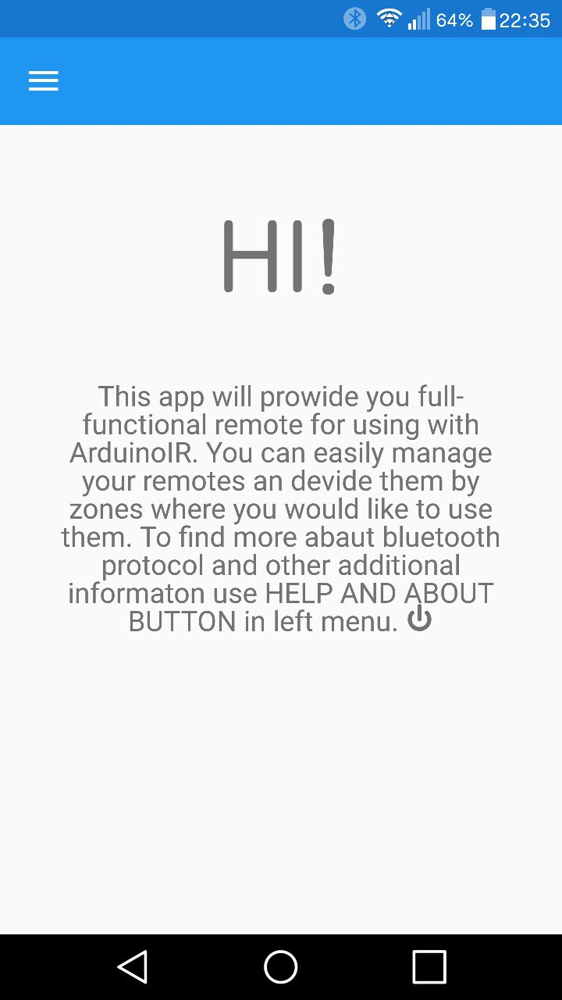 64% 22:35
HI!
This app will prowide you full-
functional remote for using with
ArduinoIR. You can easily manage
your remotes an devide them by
zones where you would like to use
them. To find more abaut bluetooth
protocol and other additional
informaton use HELP AND ABOUT
BUTTON in left menu.